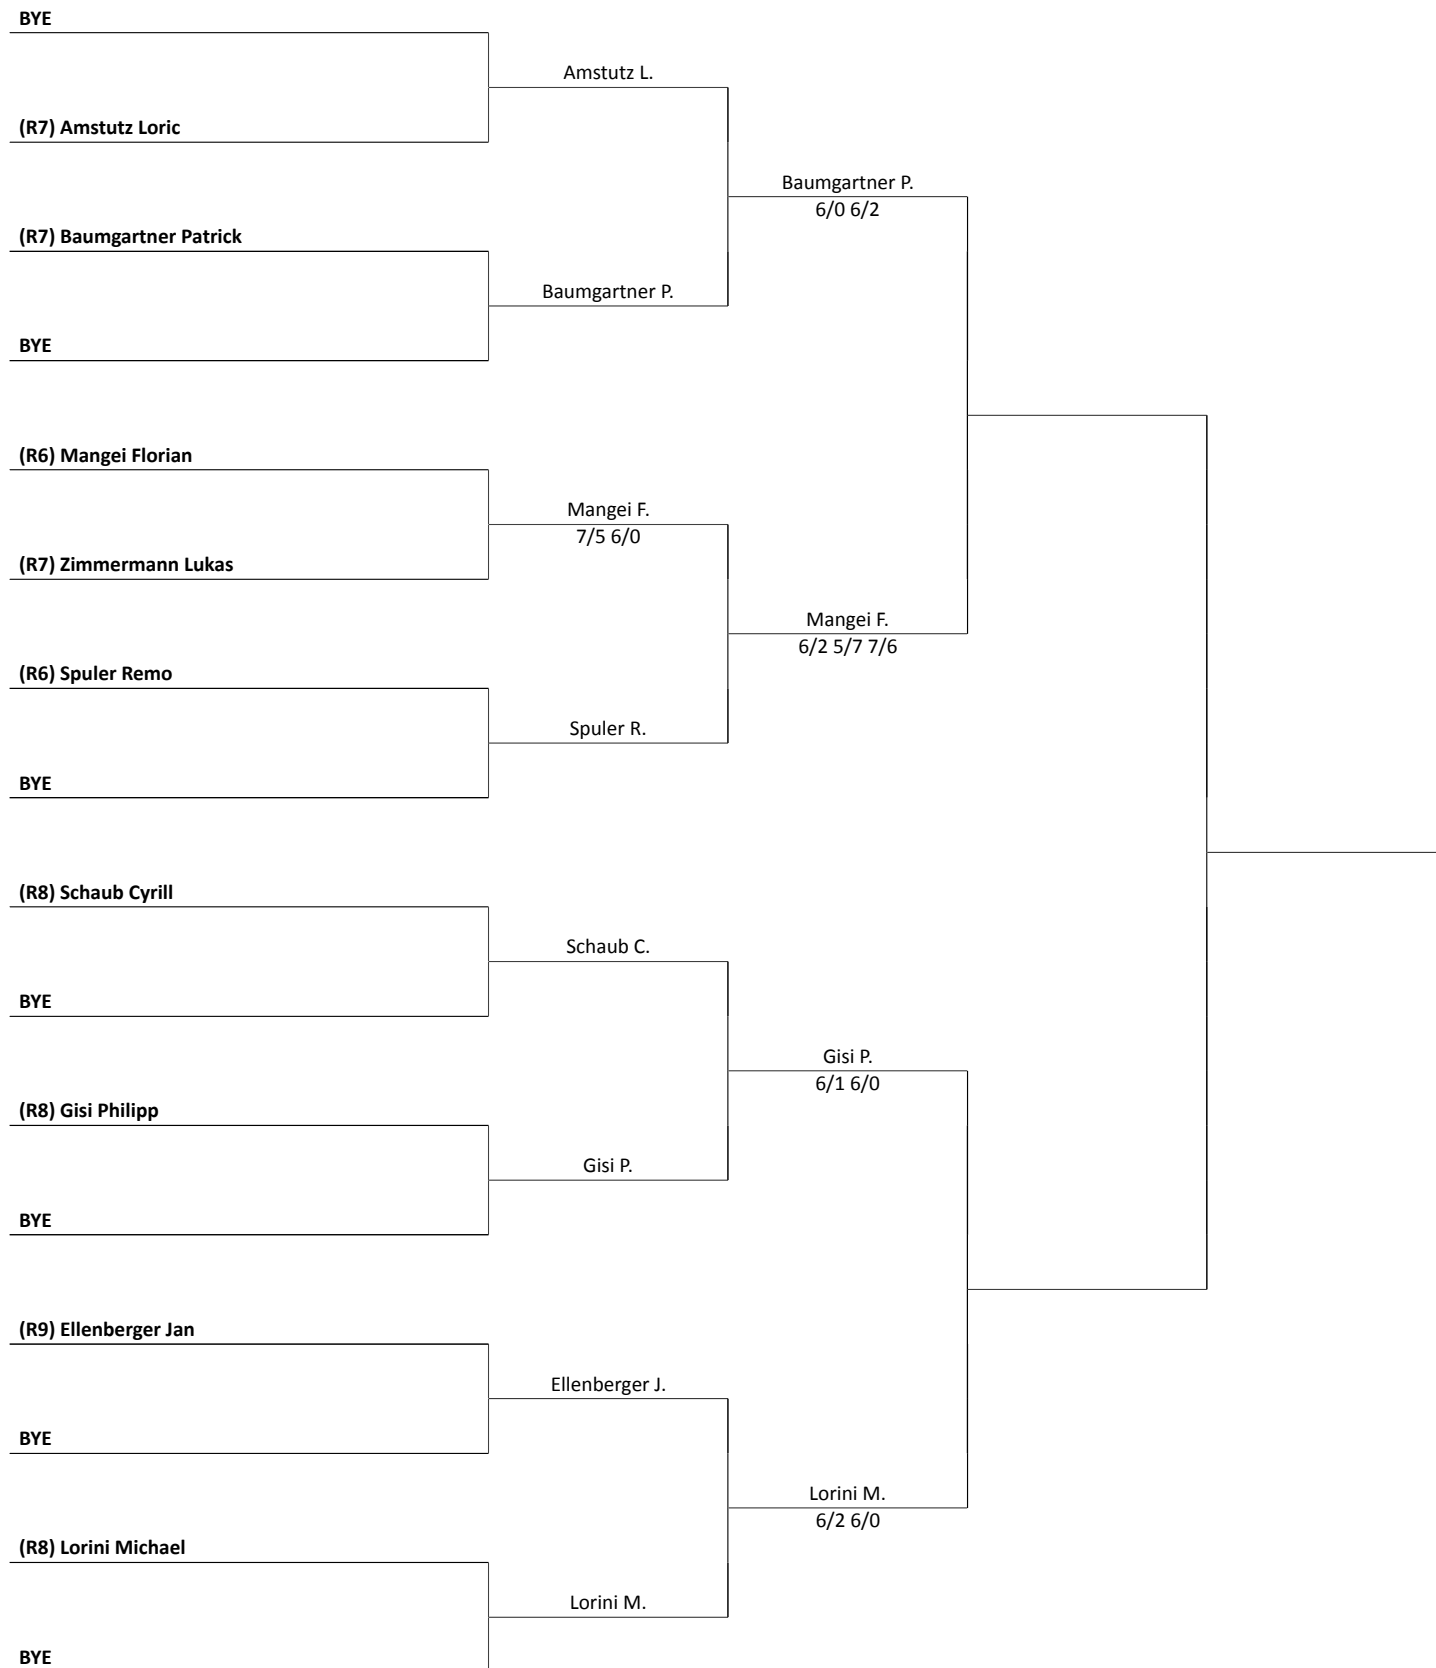 BYE
Amstutz L.
(R7) Amstutz Loric
Baumgartner P.
6/0 6/2
(R7) Baumgartner Patrick
Baumgartner P.
BYE
(R6) Mangei Florian
Mangei F.
7/5 6/0
(R7) Zimmermann Lukas
Mangei F.
6/2 5/7 7/6
(R6) Spuler Remo
Spuler R.
BYE
(R8) Schaub Cyrill
Schaub C.
BYE
Gisi P.
6/1 6/0
(R8) Gisi Philipp
Gisi P.
BYE
(R9) Ellenberger Jan
Ellenberger J.
BYE
Lorini M.
6/2 6/0
(R8) Lorini Michael
Lorini M.
BYE